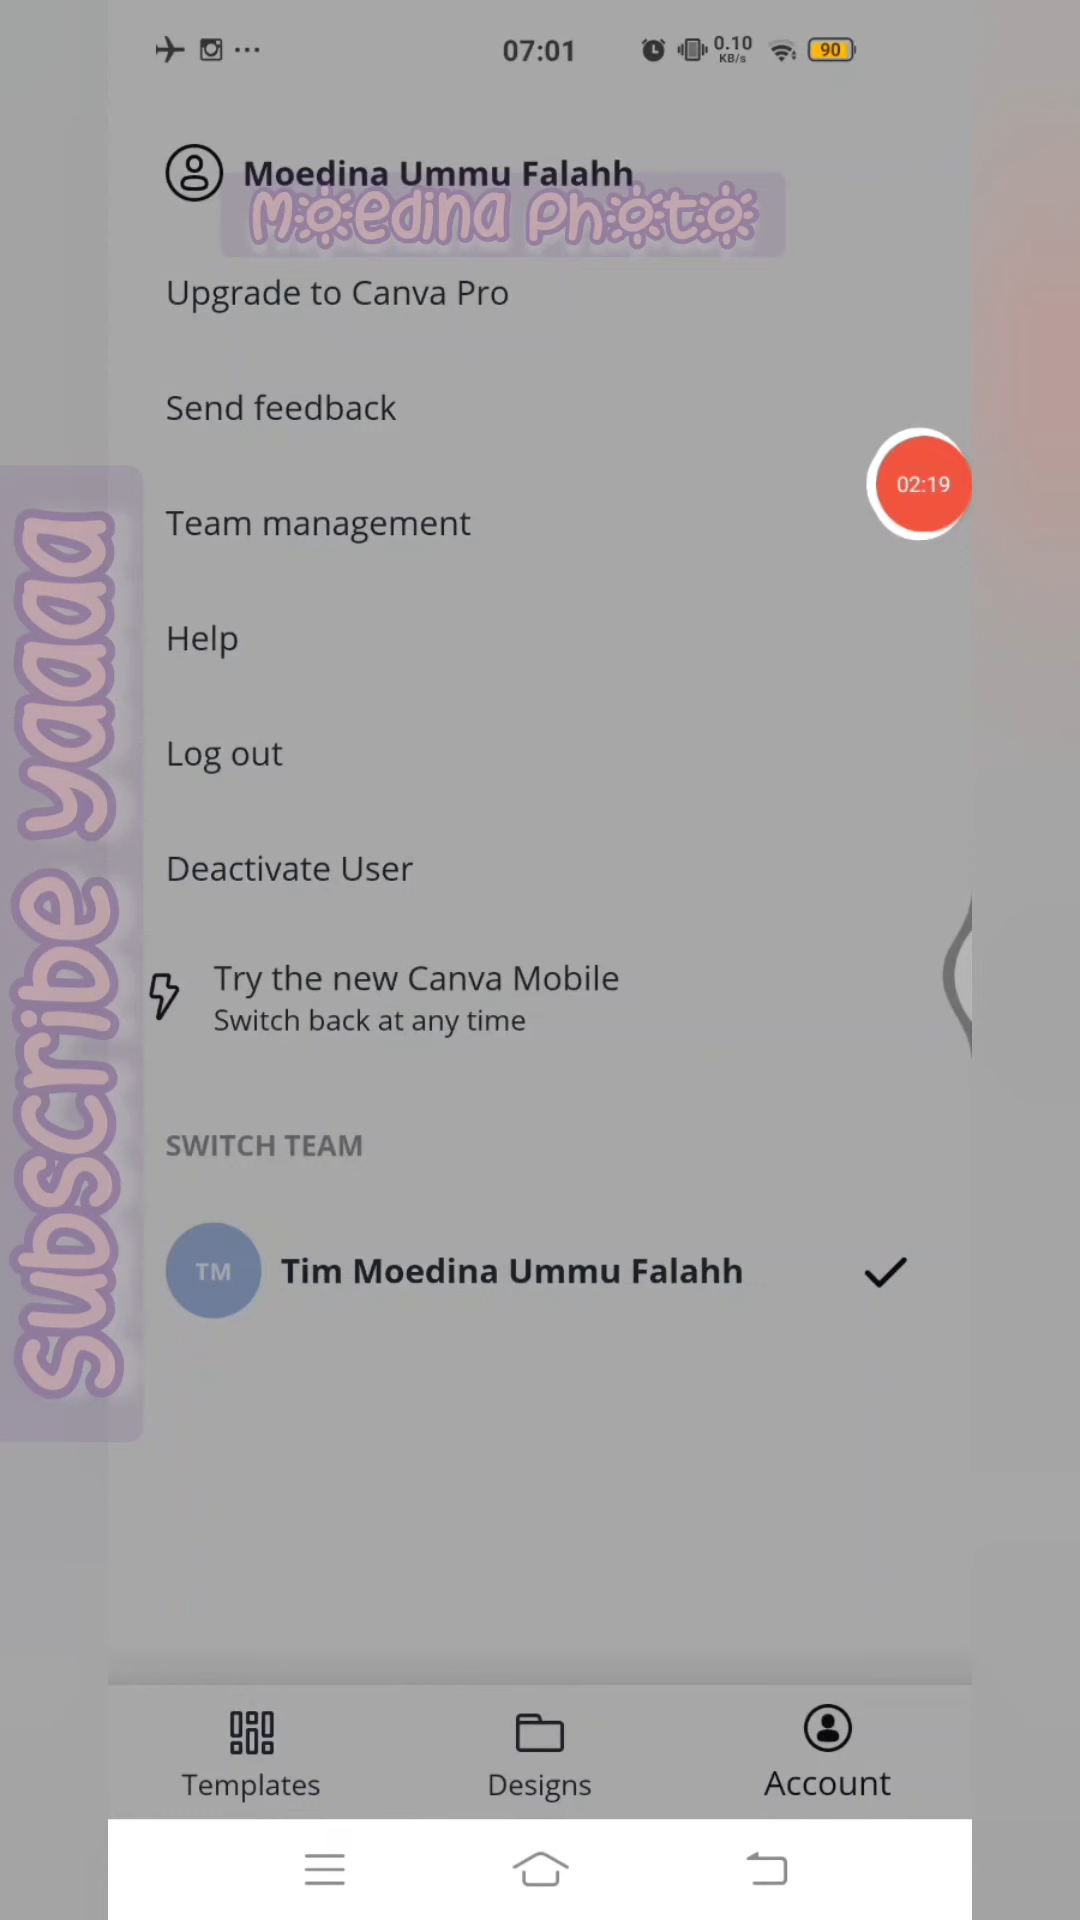 07:01
0.10
KB/s
90
Moedina Ummu Falahh
Moedina Photo
Upgrade to Canva Pro
Send feedback
02:19
Team management
Help
Log out
Deactivate User
Try the new Canva Mobile
Switch back at any time
SWITCH TEAM
TM
Tim Moedina Ummu Falahh
subscribe yaaaa
Templates
Designs
Account